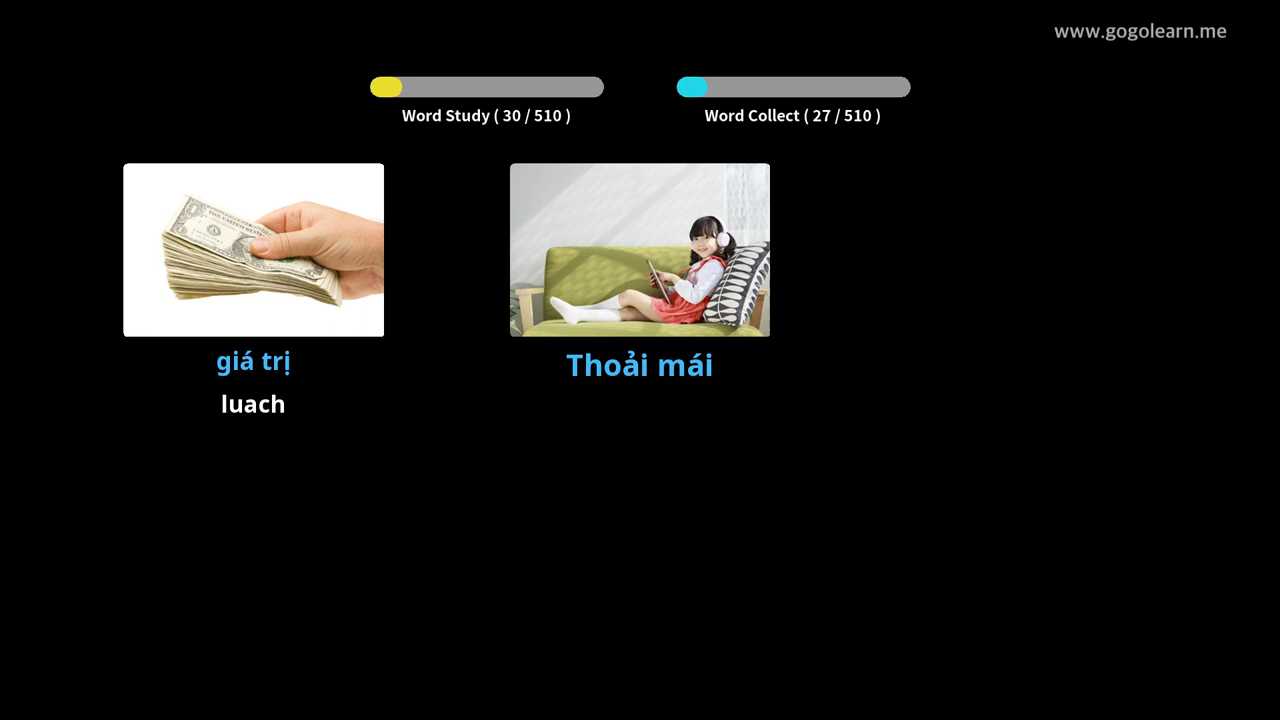 www.gogolearn.me
Word Study ( 30 / 510 )
Word Collect ( 27 / 510 )
giá trị
luach
Thoải mái